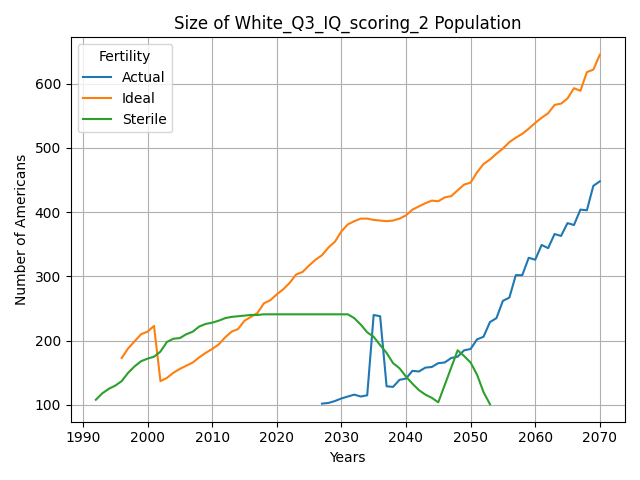 Size of White_Q3_IQ_scoring_2 Population
Fertility
Actual
Ideal
Sterile
Number of Americans
600
500
400
300
200
100
1990 2000 2010 2020 2030 2040 2050 2060 2070
Years